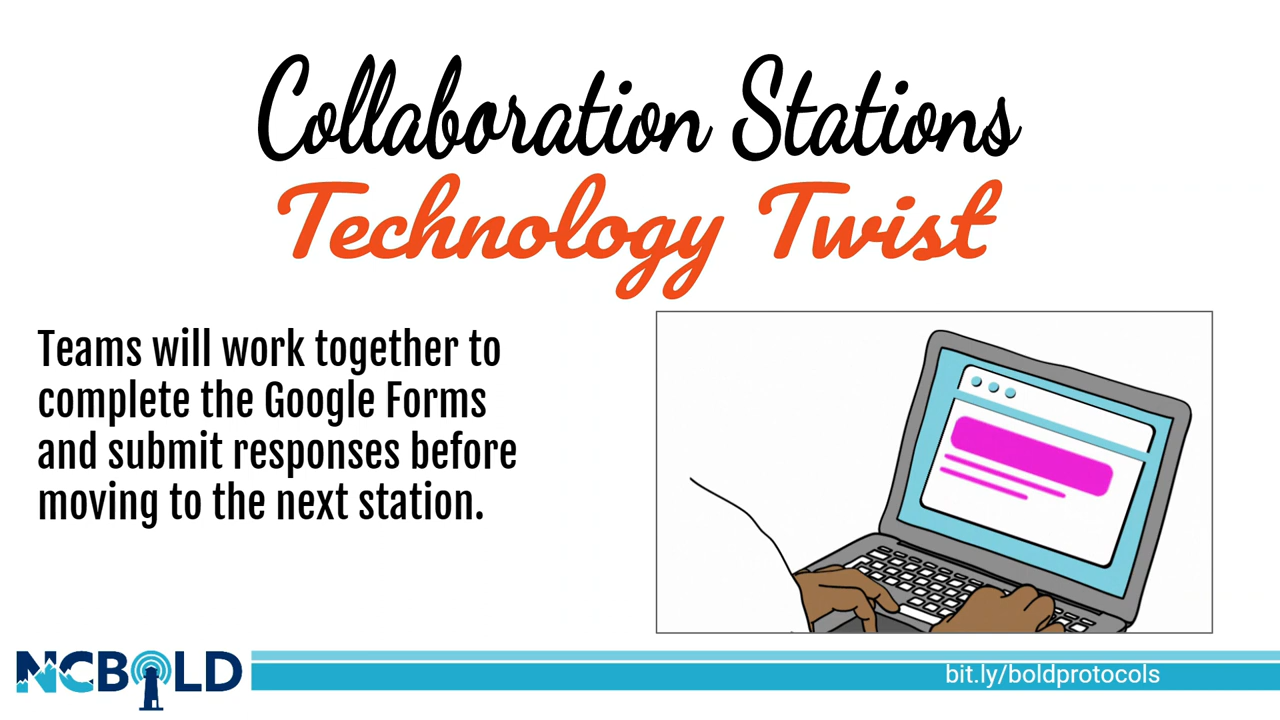 Collaboration Stations
Technology Twist
Teams will work together to
complete the Google Forms
and submit responses before
moving to the next station.
NCBOLD
bit.ly/boldprotocols